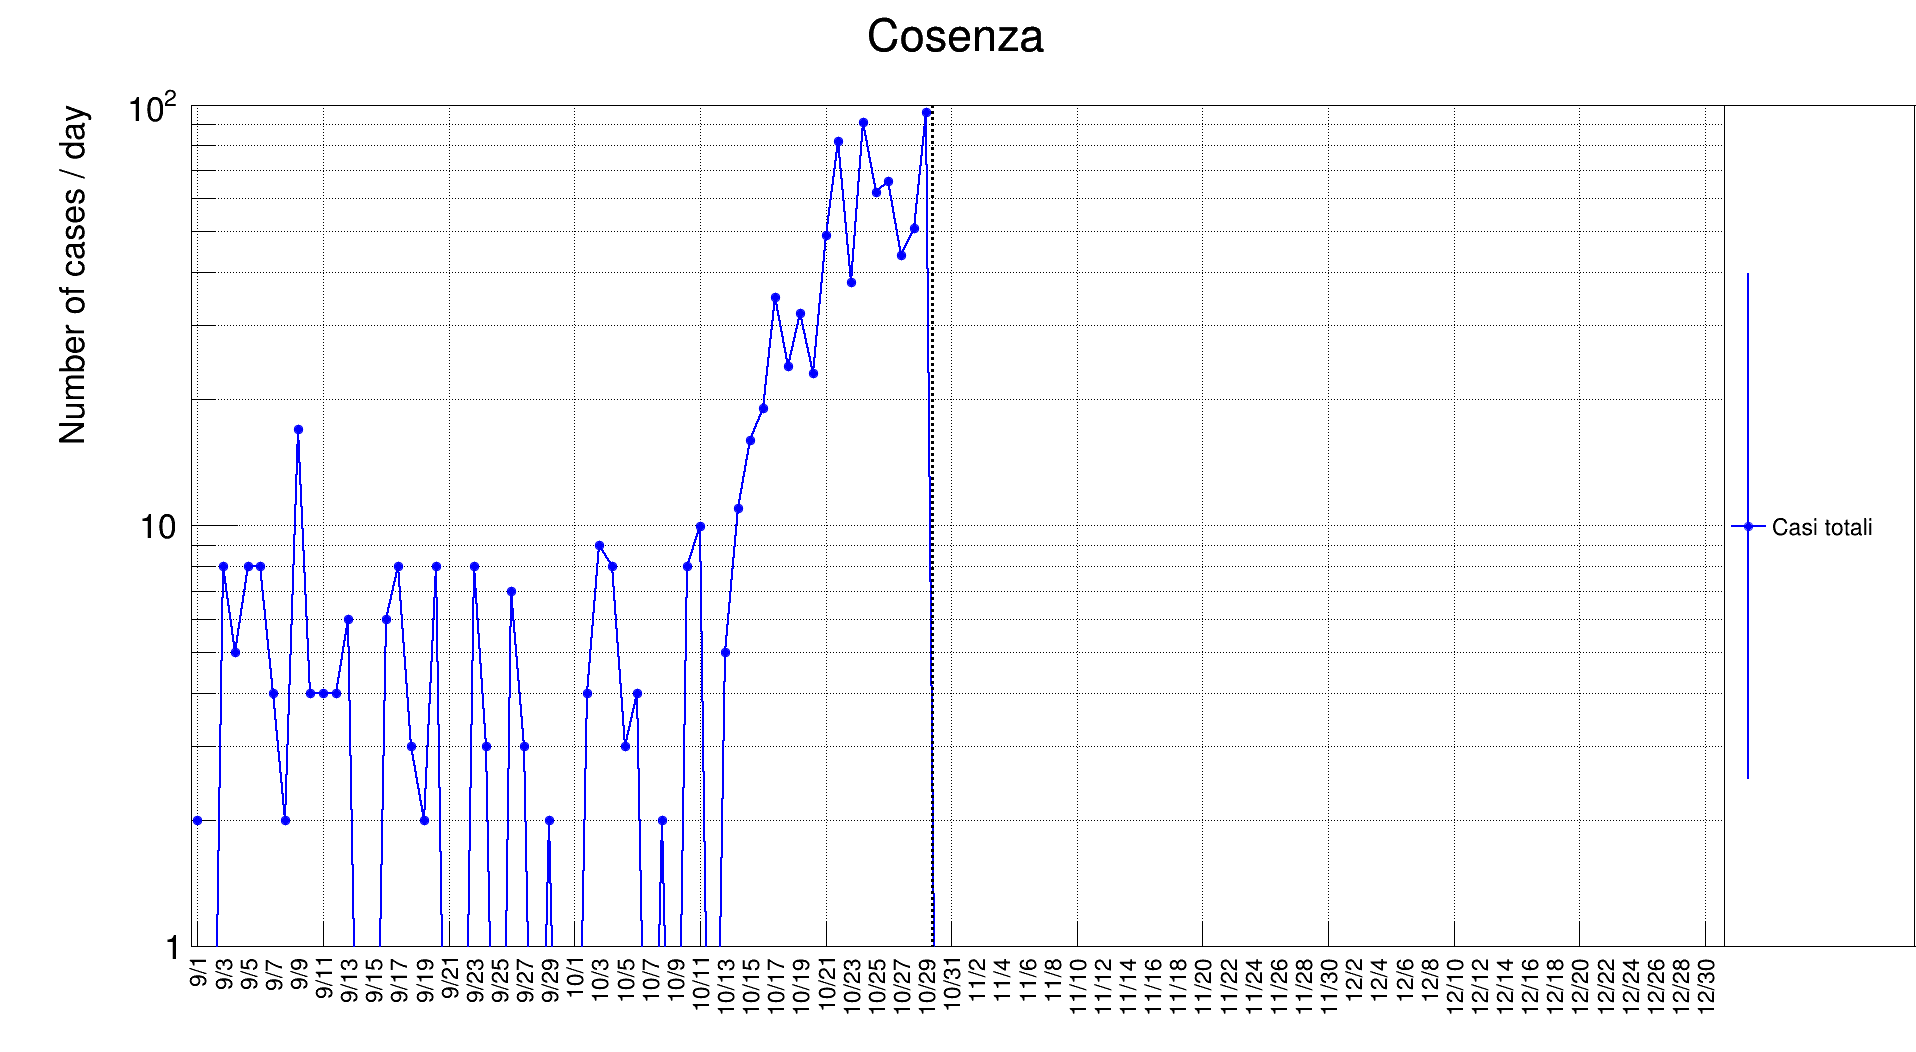 Cosenza
Number of cases / day
10²
10
1
9/1 9/3 9/5 9/7 9/9 9/11 9/13 9/15 9/17 9/19 9/21 9/23 9/25 9/27 9/29 10/1 10/3 10/5 10/7 10/9 10/11 10/13 10/15 10/17 10/19 10/21 10/23 10/25 10/27 10/29 10/31 11/2 11/4 11/6 11/8 11/10 11/12 11/14 11/16 11/18 11/20 11/22 11/24 11/26 11/28 11/30 12/2 12/4 12/6 12/8 12/10 12/12 12/14 12/16 12/18 12/20 12/22 12/24 12/26 12/28 12/30
Casi totali